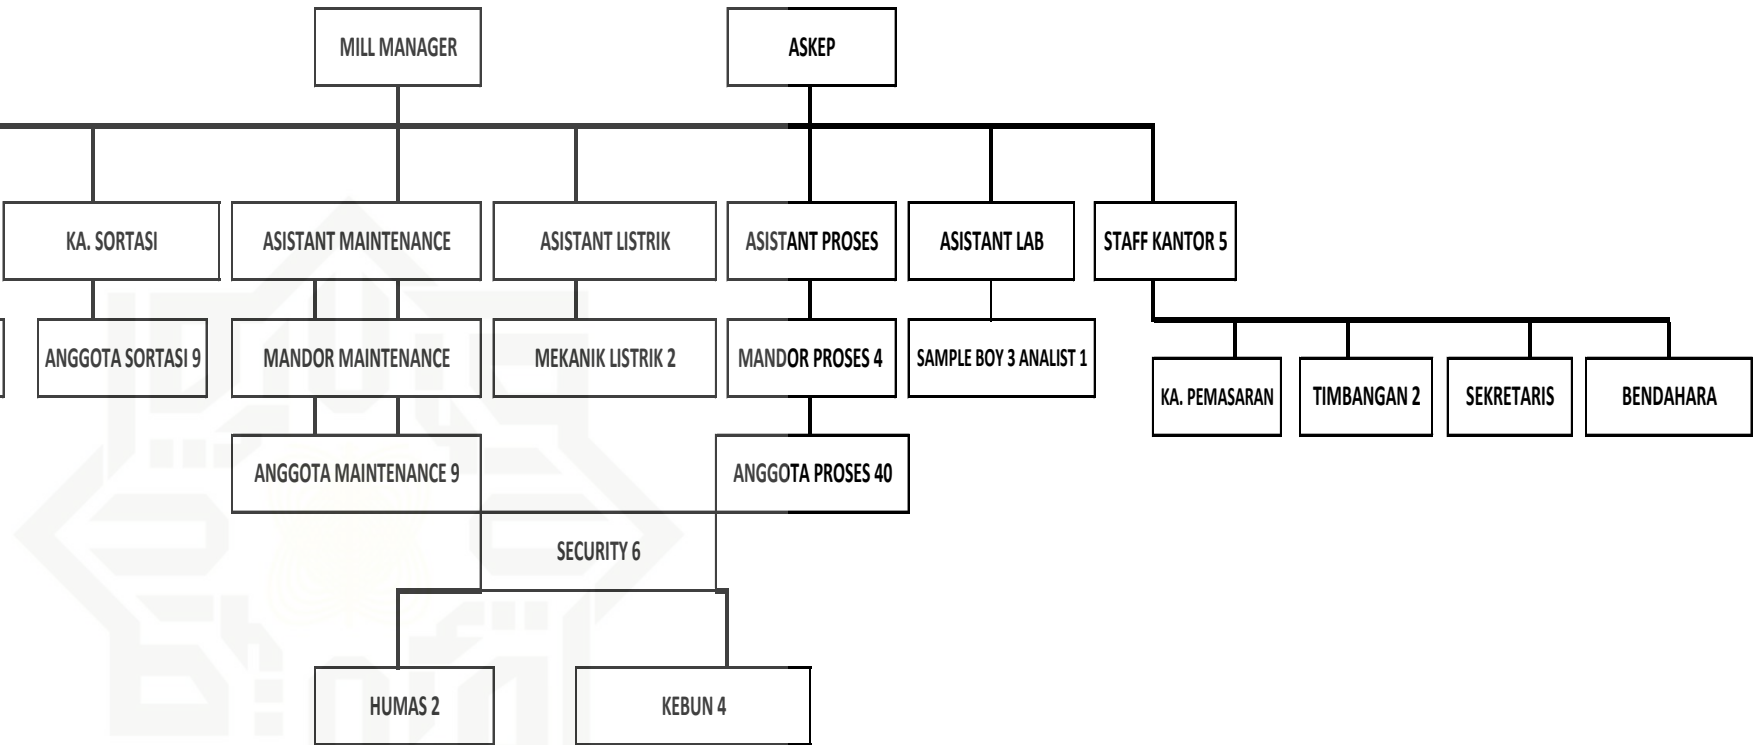 MILL MANAGER
ASKEP
KA. SORTASI
ASISTANT MAINTENANCE
ASISTANT LISTRIK
ASISTANT PROSES
ASISTANT LAB
STAFF KANTOR 5
ANGGOTA SORTASI 9
MANDOR MAINTENANCE
MEKANIK LISTRIK 2
MANDOR PROSES 4
SAMPLE BOY 3 ANALIST 1
KA. PEMASARAN
TIMBANGAN 2
SEKRETARIS
BENDAHARA
ANGGOTA MAINTENANCE 9
ANGGOTA PROSES 40
SECURITY 6
HUMAS 2
KEBUN 4